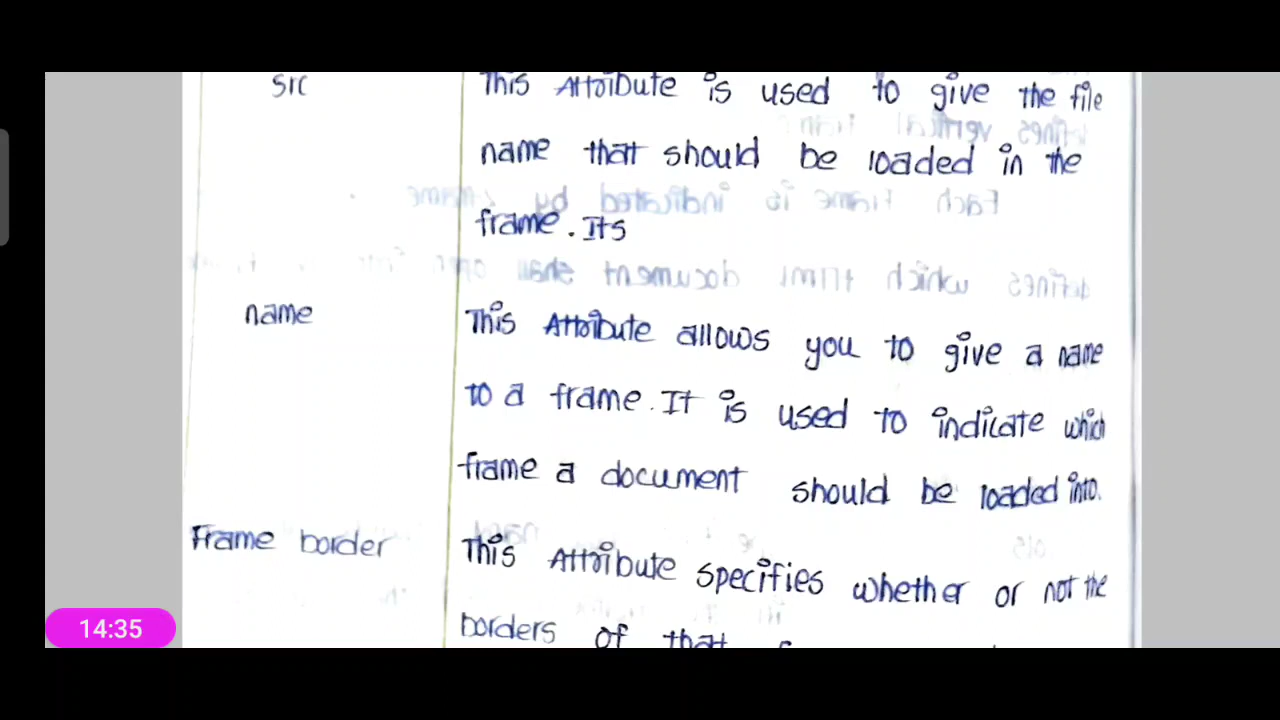 src This Attribute is used to give the file
name that should be loaded in the
frame. Its
name This Attribute allows you to give a name
to a frame. It is used to indicate which
frame a document should be loaded into.
Frame border This Attribute specifies whether or not the
borders of that
14:35